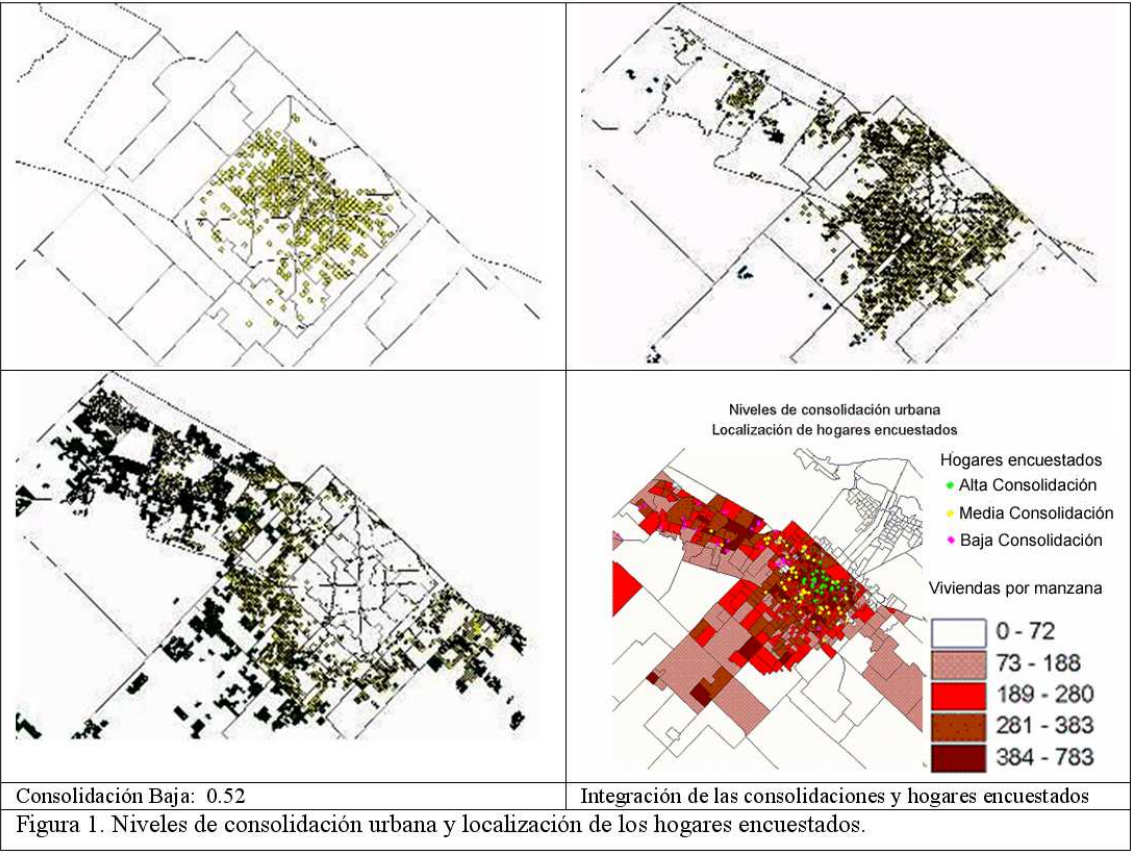 Niveles de consolidación urbana
Localización de hogares encuestados
Hogares encuestados
Alta Consolidación
Media Consolidación
Baja Consolidación
Viviendas por manzana
0 - 72
73 - 188
189 - 280
281 - 383
384 - 783
Consolidación Baja: 0.52
Integración de las consolidaciones y hogares encuestados
Figura 1. Niveles de consolidación urbana y localización de los hogares encuestados.